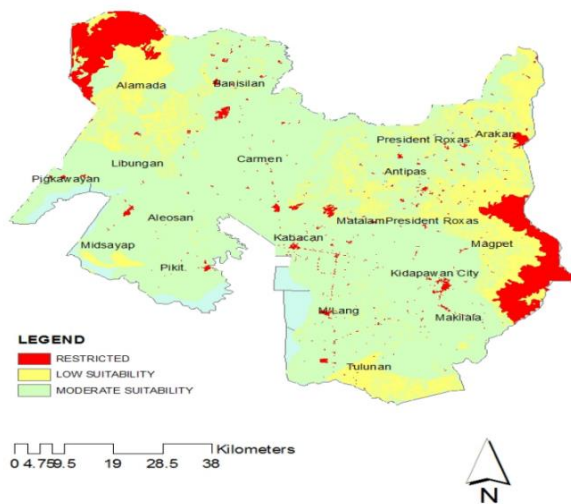 Alamada
Banisilan
President Roxas
Arakan
Libungan
Carmen
Antipas
Pigkawayan
Aleosan
Matalam
President Roxas
Midsayap
Kabacan
Magpet
Pikit.
Kidapawan City
MLang
Makilala
Tulunan
LEGEND
RESTRICTED
LOW SUITABILITY
MODERATE SUITABILITY
Kilometers
0 4.75 9.5 19 28.5 38
N